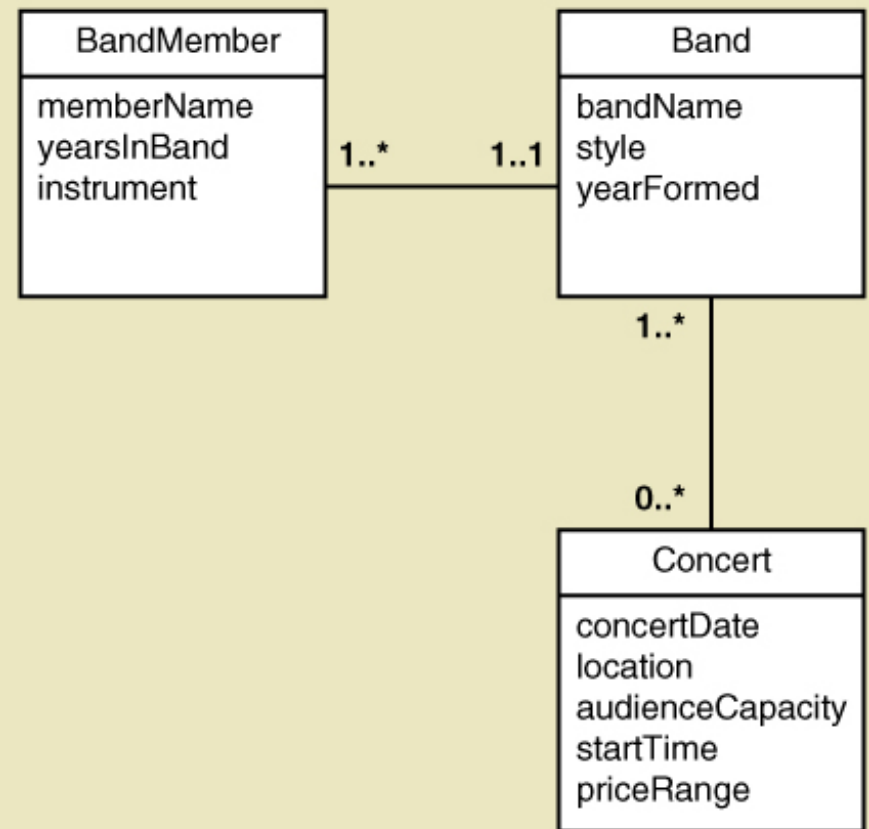 BandMember
memberName
yearsInBand
instrument
1..*
1..1
Band
bandName
style
yearFormed
1..*
0..*
Concert
concertDate
location
audienceCapacity
startTime
priceRange